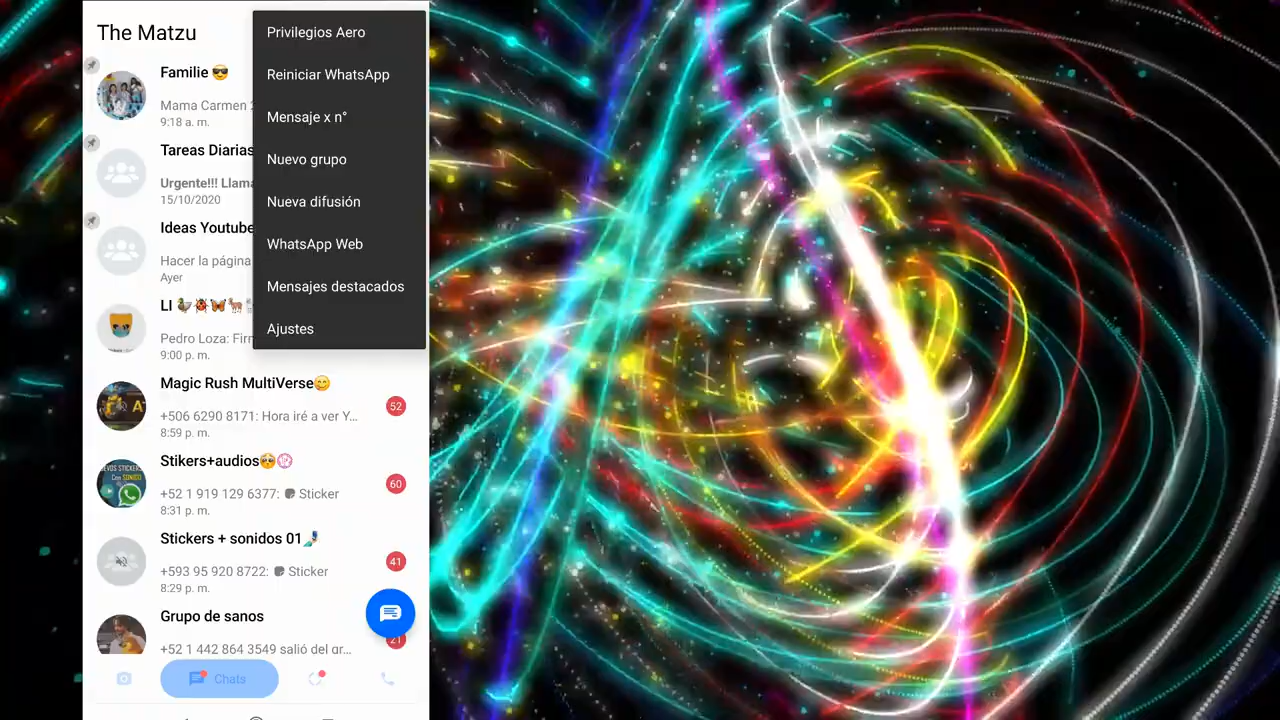 The Matzu
Privilegios Aero
Reiniciar WhatsApp
Mensaje x n°
Nuevo grupo
Nueva difusión
WhatsApp Web
Mensajes destacados
Ajustes
Familie 😎
Mama Carmen
9:18 a. m.
Tareas Diarias
Urgente!!! Llama
15/10/2020
Ideas Youtube
Hacer la página
Ayer
LI
Pedro Loza:
9:00 p. m.
Magic Rush MultiVerse😊
+506 6290 8171: Hora iré a ver Y...
52
8:59 p. m.
Stikers+audios🥺
+52 1 919 129 6377: Sticker
60
8:31 p. m.
Stickers + sonidos 01
+593 95 920 8722: Sticker
41
8:29 p. m.
Grupo de sanos
+52 1 442 864 3549 salió del gr...
21
Chats